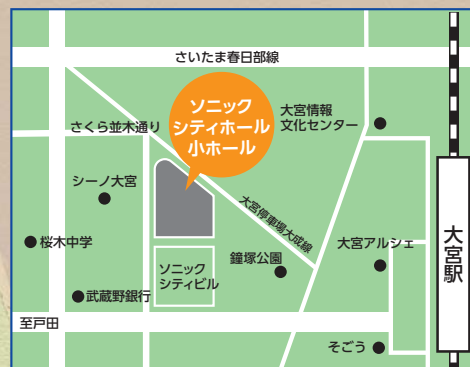 さいたま春日部線
ソニック
シティホール
小ホール
大宮情報
文化センター
さくら並木通り
シーノ大宮
大宮停車場大成線
桜木中学
ソニック
シティビル
鐘塚公園
大宮アルシェ
大宮駅
武蔵野銀行
至戸田
そごう